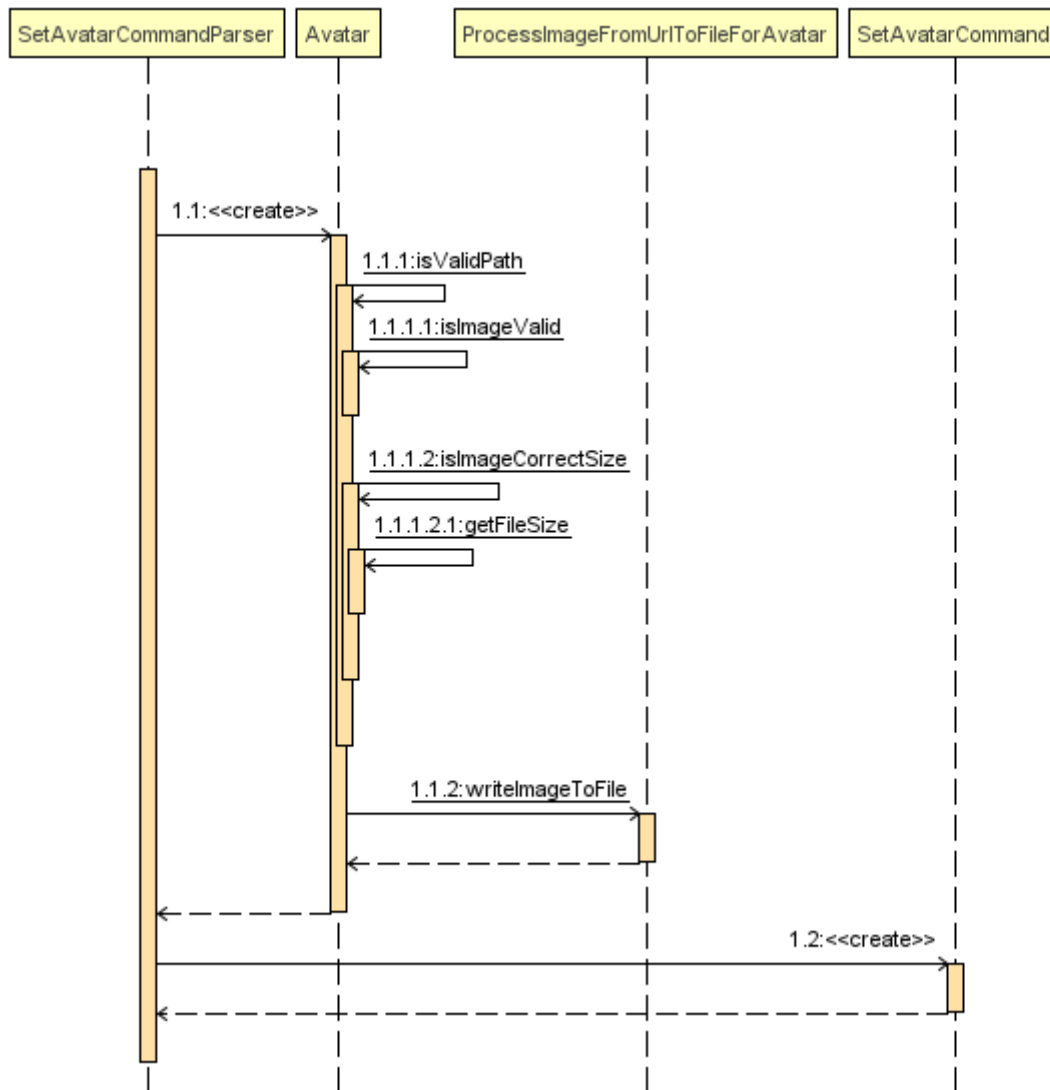 SetAvatarCommandParser
Avatar
ProcessImageFromUrlToFileForAvatar
SetAvatarCommand
1.1:<<create>>
1.1.1:isValidPath
1.1.1.1:isImageValid
1.1.1.2:isImageCorrectSize
1.1.1.2.1:getFileSize
1.1.2:writeImageToFile
1.2:<<create>>